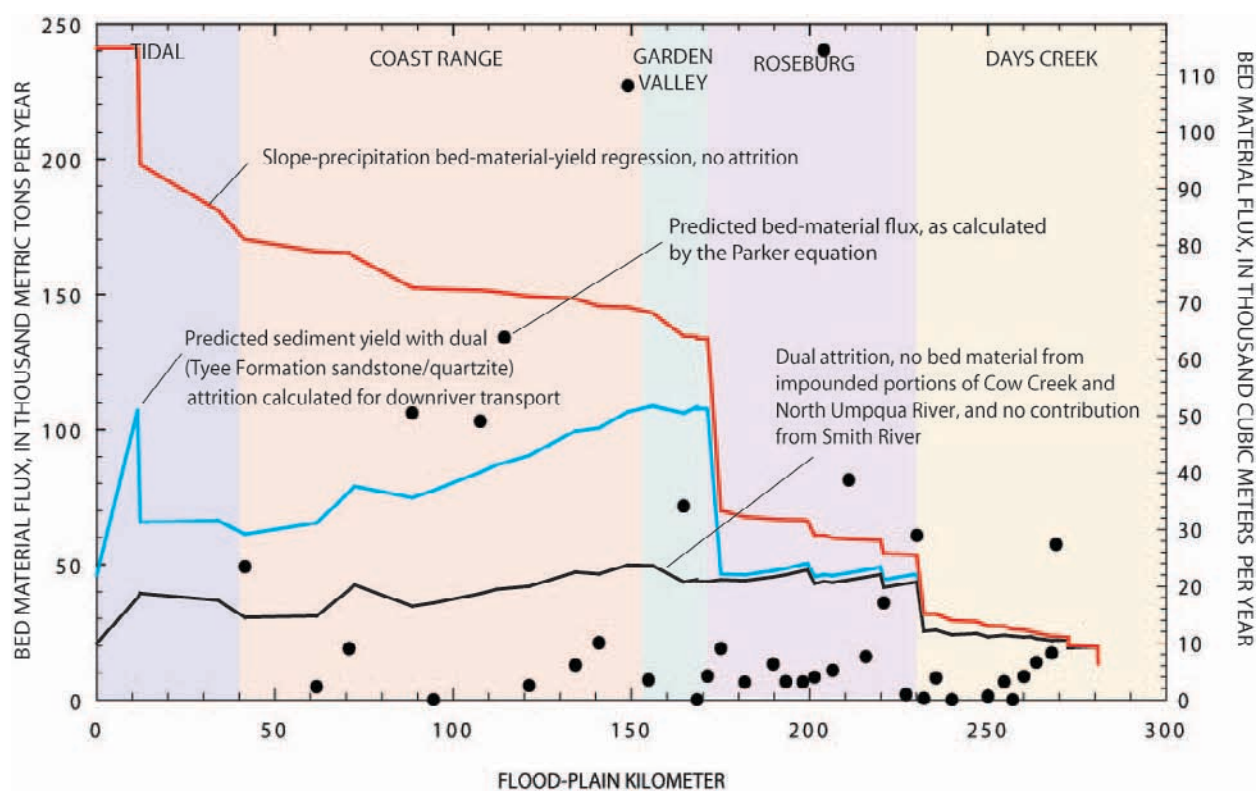 TIDAL
COAST RANGE
GARDEN
VALLEY
ROSEBURG
DAYS CREEK
Slope-precipitation bed-material-yield regression, no attrition
Predicted bed-material flux, as calculated
by the Parker equation
Predicted sediment yield with dual
(Tyee Formation sandstone/quartzite)
attrition calculated for downriver transport
Dual attrition, no bed material from
impounded portions of Cow Creek and
North Umpqua River, and no contribution
from Smith River
BED MATERIAL FLUX, IN THOUSAND METRIC TONS PER YEAR
250
200
150
100
50
0
BED MATERIAL FLUX, IN THOUSAND CUBIC METERS PER YEAR
110
100
90
80
70
60
50
40
30
20
10
0
0 50 100 150 200 250 300
FLOOD-PLAIN KILOMETER